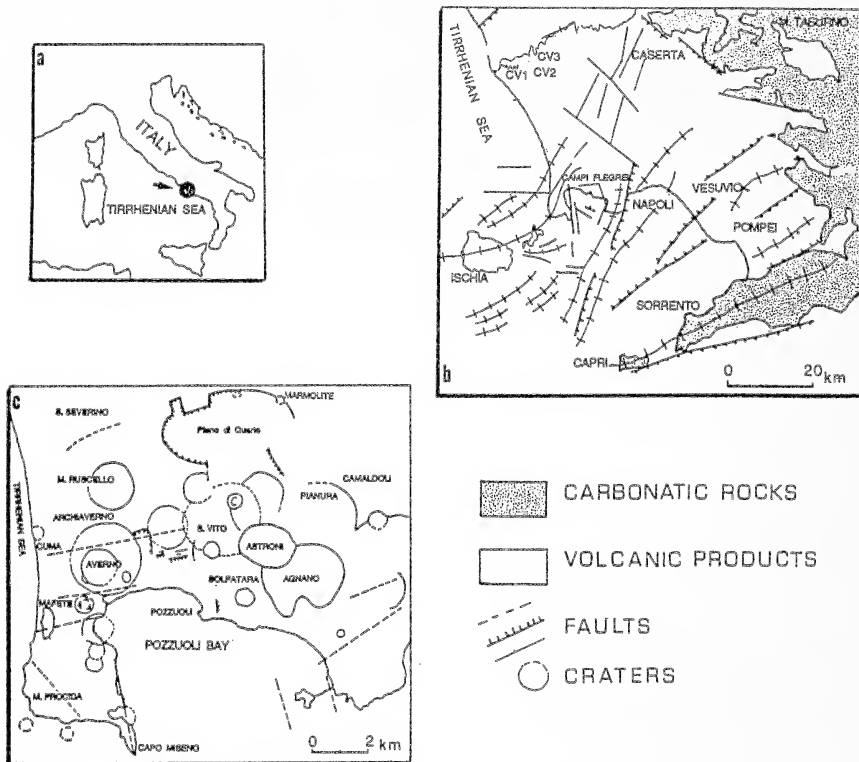 a
ITALY
TIRRHENIAN SEA
b
TIRRHENIAN SEA
M. TABURNO
CV3
CV1 CV2
CASERTA
CAMPI FLEGREI
NAPOLI
VESUVIO
POMPEI
ISCHIA
SORRENTO
CAPRI
0 20 km
c
S. SEVERINO
MARMOLITE
Piano di Quarto
M. RUSCELLO
CAMALDOLI
PIANURA
TIRRHENIAN SEA
ARCHIAVERNO
C
S. VITO
CUMA
ASTRONI
AVERNO
SOLFATARA
AGNANO
POZZUOLI
POZZUOLI BAY
M. PROCIDA
CAPO MISENO
0 2 km
CARBONATIC ROCKS
VOLCANIC PRODUCTS
FAULTS
CRATERS